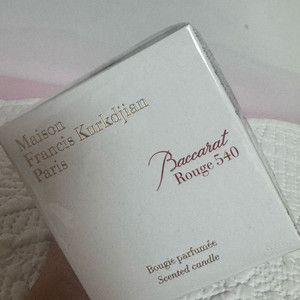 Maison
Francis Kurkdjian
Paris
Baccarat
Rouge 540
Bougie parfumée
Scented candle